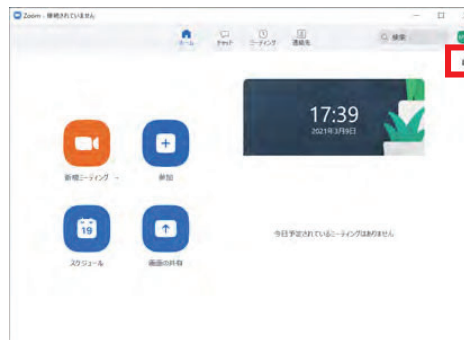 Zoom - 接続されていません
ホーム
チャット
ミーティング
連絡先
検索
17:39
2021年3月9日
新規ミーティング
参加
19
スケジュール
画面の共有
今日予定されているミーティングはありません